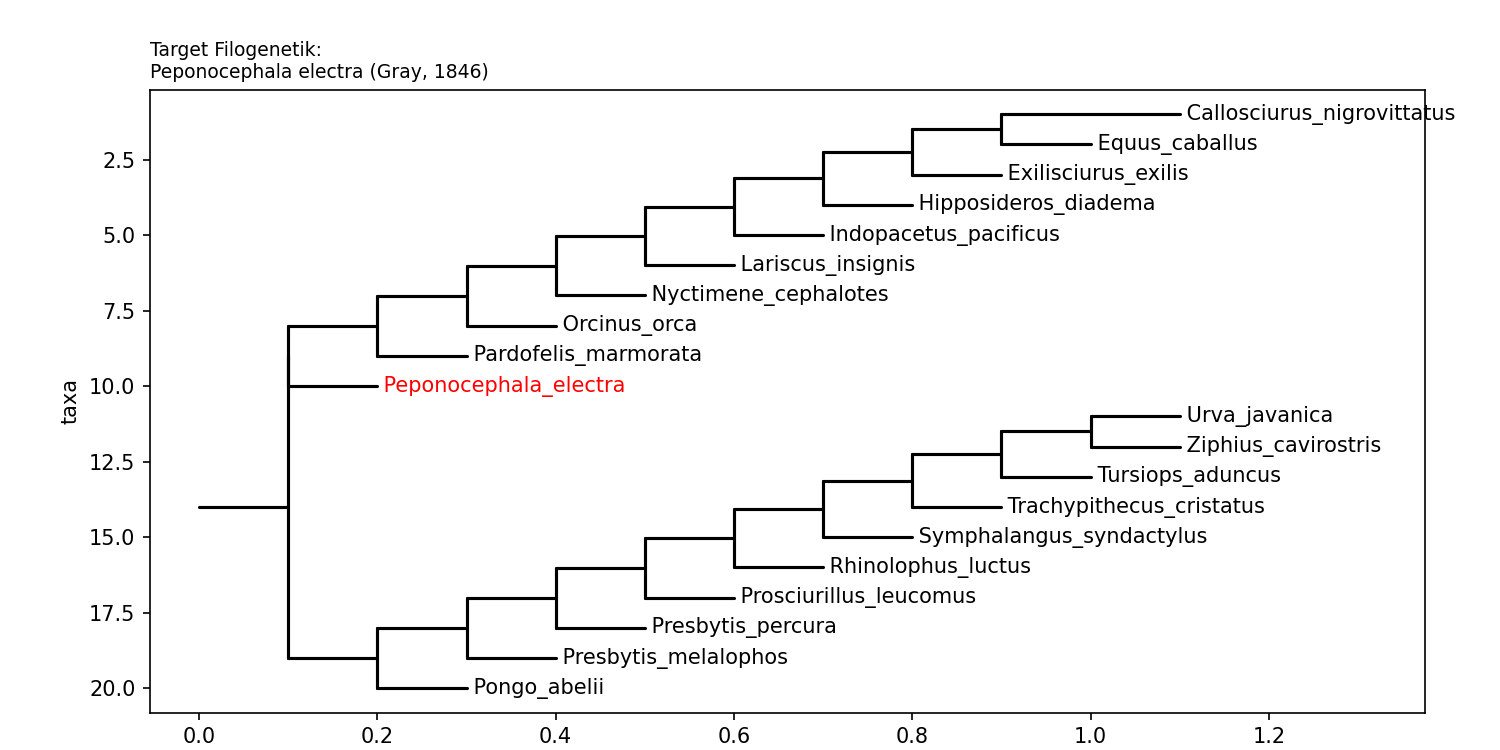 Target Filogenetik:
Peponocephala electra (Gray, 1846)
Callosciurus_nigrovittatus
Equus_caballus
2.5
Exilisciurus_exilis
Hipposideros_diadema
5.0
Indopacetus_pacificus
Lariscus_insignis
Nyctimene_cephalotes
7.5
Orcinus_orca
Pardofelis_marmorata
10.0
Peponocephala_electra
taxa
Urva_javanica
Ziphius_cavirostris
12.5
Tursiops_aduncus
Trachypithecus_cristatus
15.0
Symphalangus_syndactylus
Rhinolophus_luctus
Prosciurillus_leucomus
17.5
Presbytis_percura
Presbytis_melalophos
20.0
Pongo_abelii
0.0 0.2 0.4 0.6 0.8 1.0 1.2